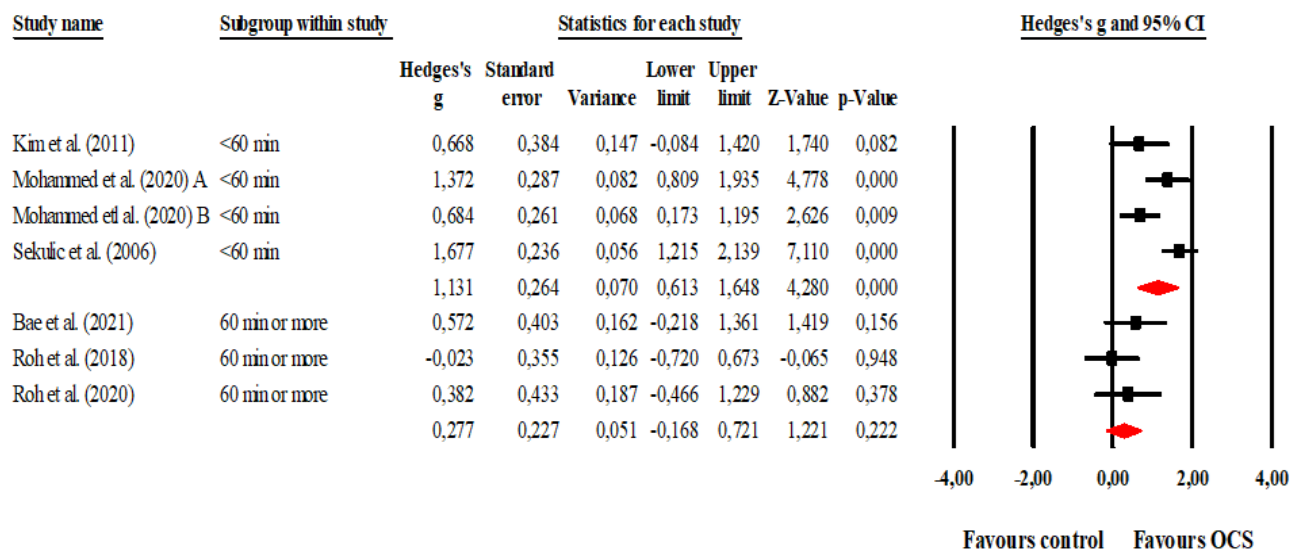 Study name Subgroup within study Statistics for each study Hedges's g and 95% CI
Hedges's Standard Lower Upper
g error Variance limit limit Z-Value p-Value
Kim et al. (2011) <60 min 0,668 0,384 0,147 -0,084 1,420 1,740 0,082
Mohammed et al. (2020) A <60 min 1,372 0,287 0,082 0,809 1,935 4,778 0,000
Mohammed etl al. (2020) B <60 min 0,684 0,261 0,068 0,173 1,195 2,626 0,009
Sekulic et al. (2006) <60 min 1,677 0,236 0,056 1,215 2,139 7,110 0,000
1,131 0,264 0,070 0,613 1,648 4,280 0,000
Bae et al. (2021) 60 min or more 0,572 0,403 0,162 -0,218 1,361 1,419 0,156
Roh et al. (2018) 60 min or more -0,023 0,355 0,126 -0,720 0,673 -0,065 0,948
Roh et al. (2020) 60 min or more 0,382 0,433 0,187 -0,466 1,229 0,882 0,378
0,277 0,227 0,051 -0,168 0,721 1,221 0,222
-4,00 -2,00 0,00 2,00 4,00
Favours control Favours OCS